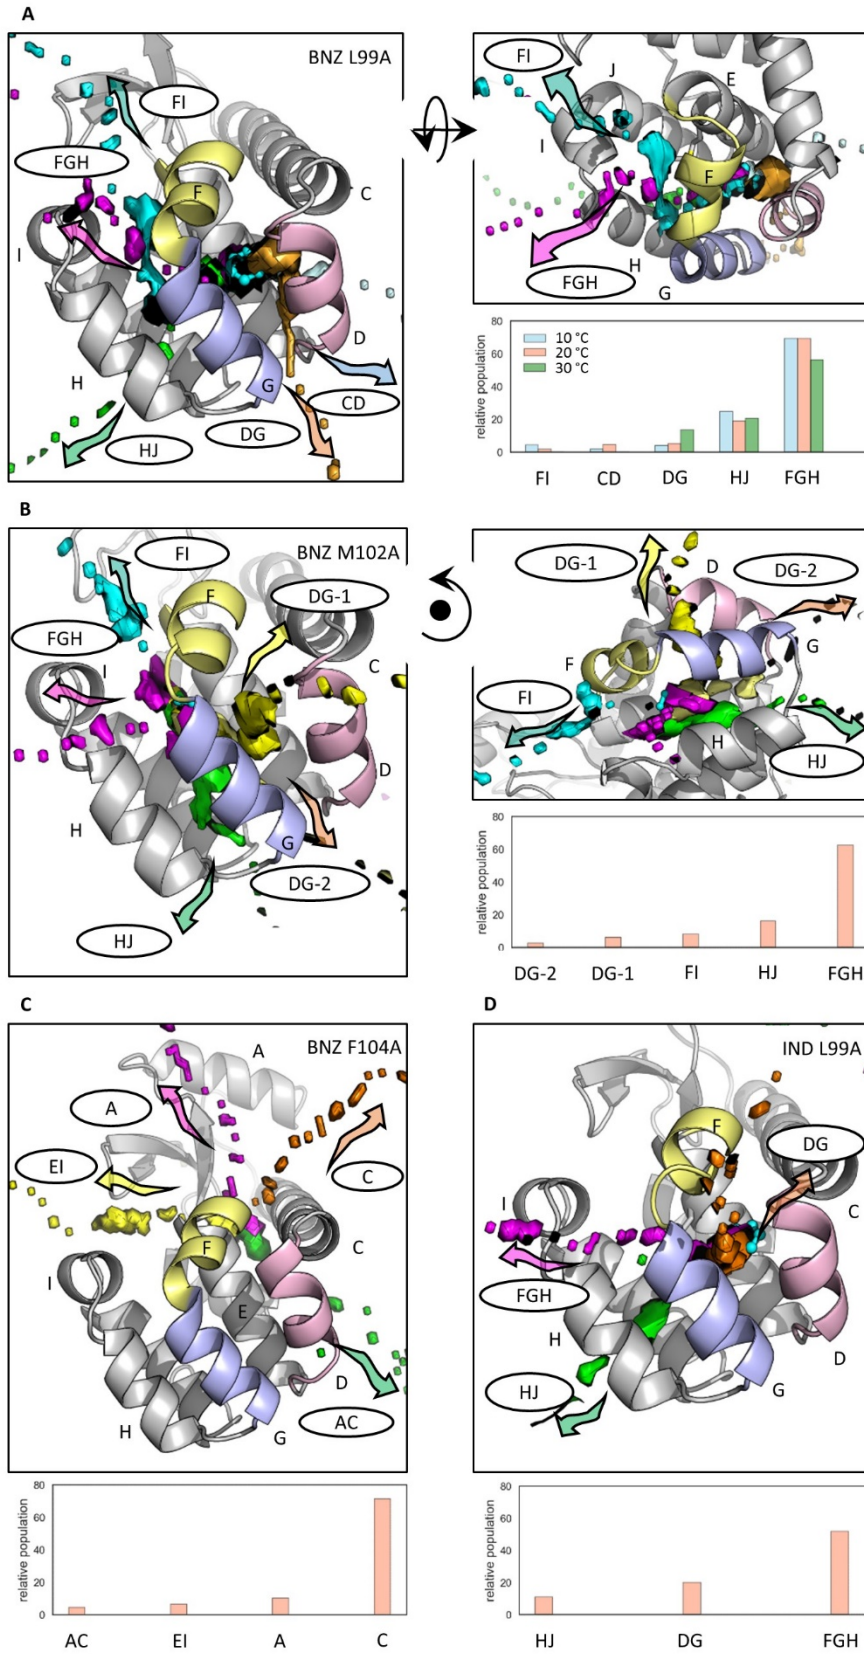 A
BNZ L99A
FI
FGH
F
C
I
D
H
G
CD
DG
HJ
FI
J
E
I
F
H
FGH
G
80
60
40
20
0
relative population
10 °C
20 °C
30 °C
FI CD DG HJ FGH
B
BNZ M102A
FI
F
DG-1
FGH
I
C
D
H
G
DG-2
HJ
DG-1
D
DG-2
G
F
FI
H
HJ
80
60
40
20
0
relative population
DG-2 DG-1 FI HJ FGH
C
BNZ F104A
A
A
EI
C
F
C
I
E
D
H
G
AC
80
60
40
20
0
relative population
AC EI A C
D
IND L99A
F
DG
I
C
FGH
H
D
HJ
G
80
60
40
20
0
relative population
HJ DG FGH